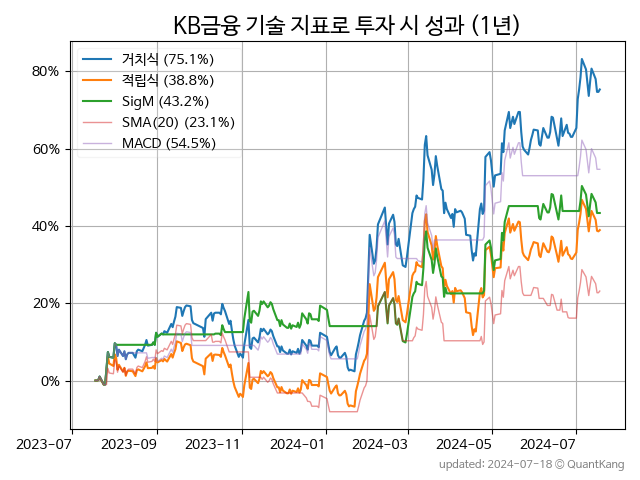 KB금융 기술 지표로 투자 시 성과 (1년)
거치식 (75.1%)
적립식 (38.8%)
SigM (43.2%)
SMA(20) (23.1%)
MACD (54.5%)
80%
60%
40%
20%
0%
2023-07 2023-09 2023-11 2024-01 2024-03 2024-05 2024-07
updated: 2024-07-18 © QuantKang